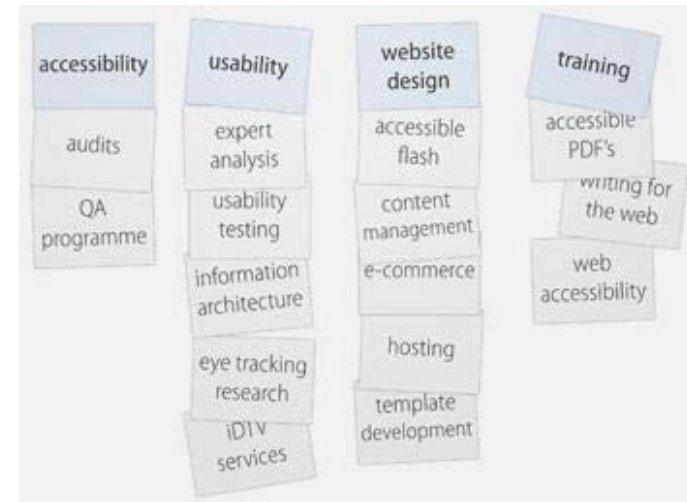 accessibility
audits
QA
programme
usability
expert
analysis
usability
testing
information
architecture
eye tracking
research
iDTV
services
website
design
accessible
flash
content
management
e-commerce
hosting
template
development
training
accessible
PDF's
writing for
the web
web
accessibility